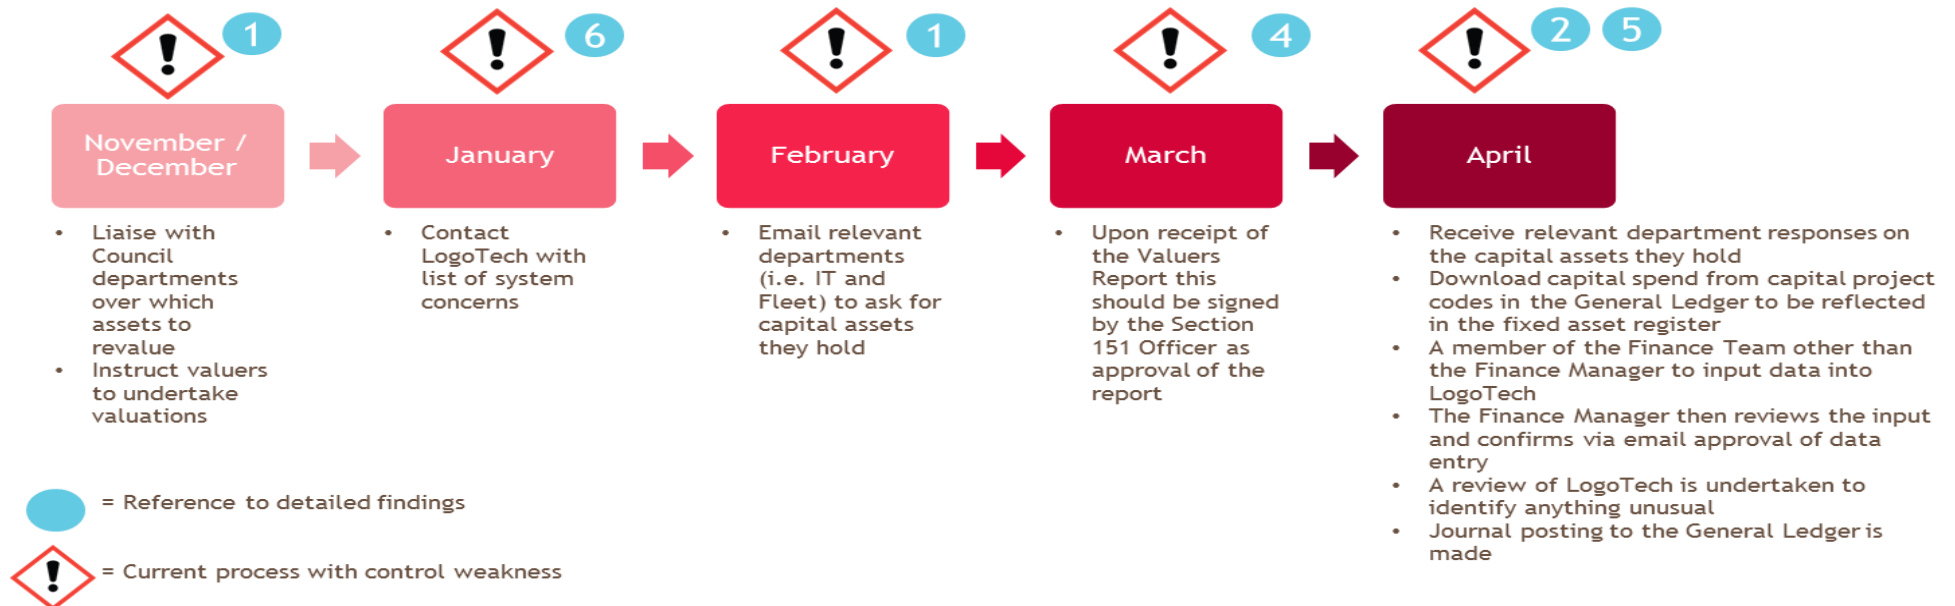 1
6
1
4
2
5
November /
December
January
February
March
April
• Liaise with
Council
departments
over which
assets to
revalue
• Instruct valuers
to undertake
valuations
• Contact
LogoTech with
list of system
concerns
• Email relevant
departments
(i.e. IT and
Fleet) to ask for
capital assets
they hold
• Upon receipt of
the Valuers
Report this
should be signed
by the Section
151 Officer as
approval of the
report
• Receive relevant department responses on
the capital assets they hold
• Download capital spend from capital project
codes in the General Ledger to be reflected
in the fixed asset register
• A member of the Finance Team other than
the Finance Manager to input data into
LogoTech
• The Finance Manager then reviews the input
and confirms via email approval of data
entry
• A review of LogoTech is undertaken to
identify anything unusual
• Journal posting to the General Ledger is
made
= Reference to detailed findings
= Current process with control weakness